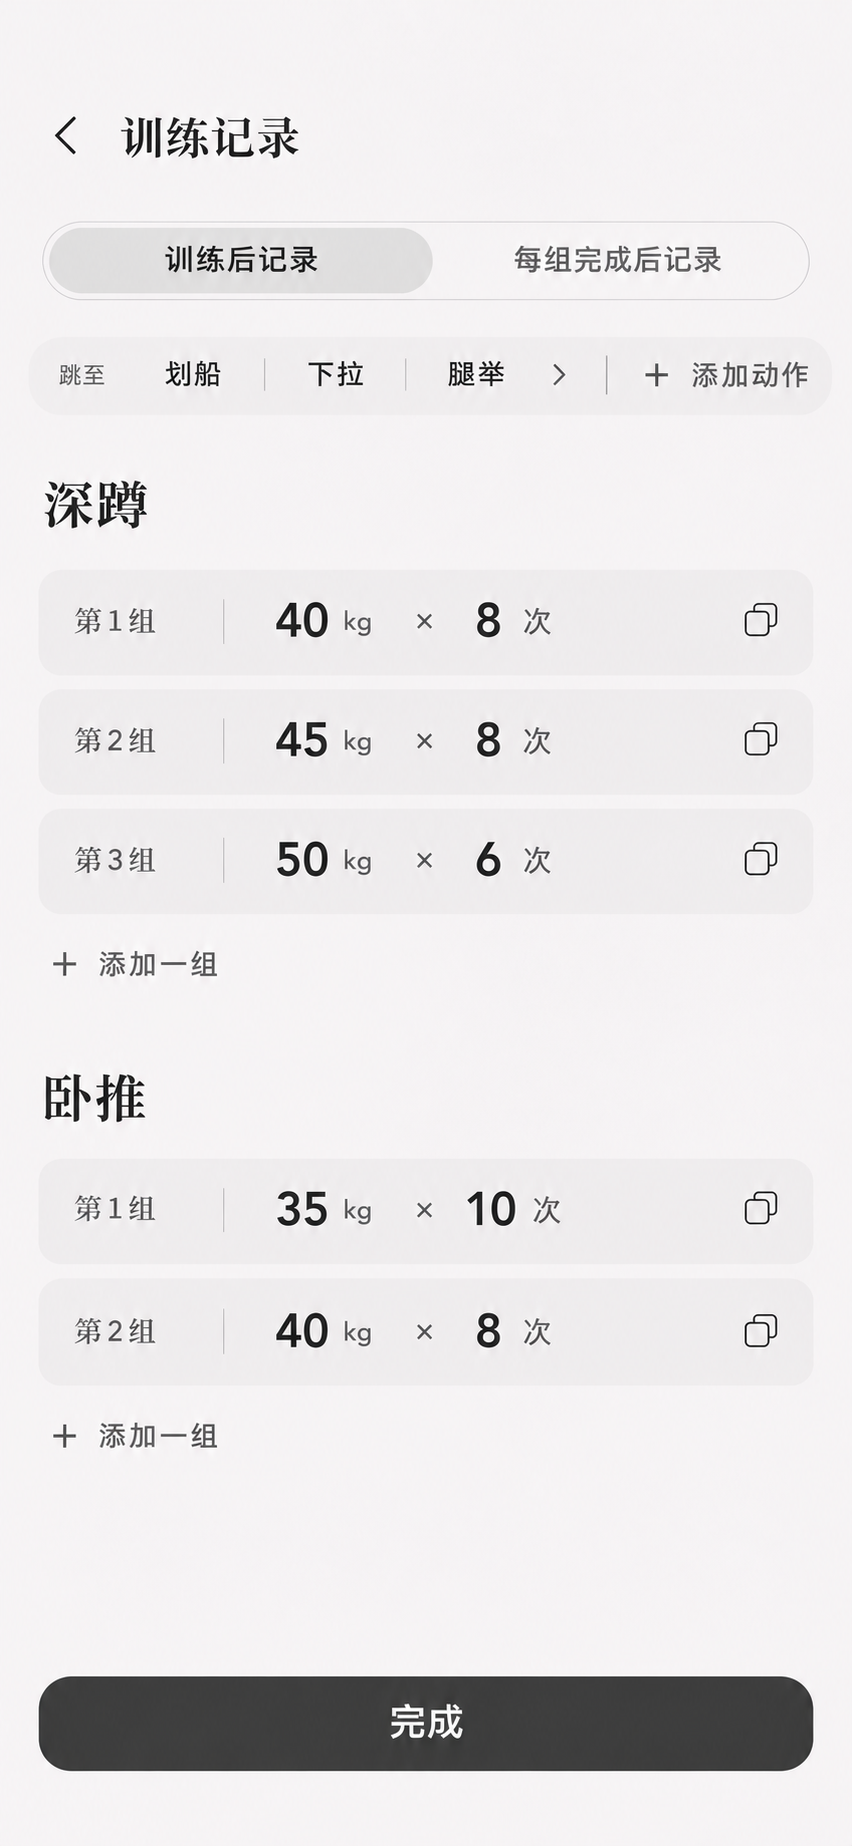 训练记录
训练后记录 每组完成后记录
跳至 划船 下拉 腿举 > + 添加动作
深蹲
第1组 40 kg × 8 次
第2组 45 kg × 8 次
第3组 50 kg × 6 次
+ 添加一组
卧推
第1组 35 kg × 10 次
第2组 40 kg × 8 次
+ 添加一组
完成